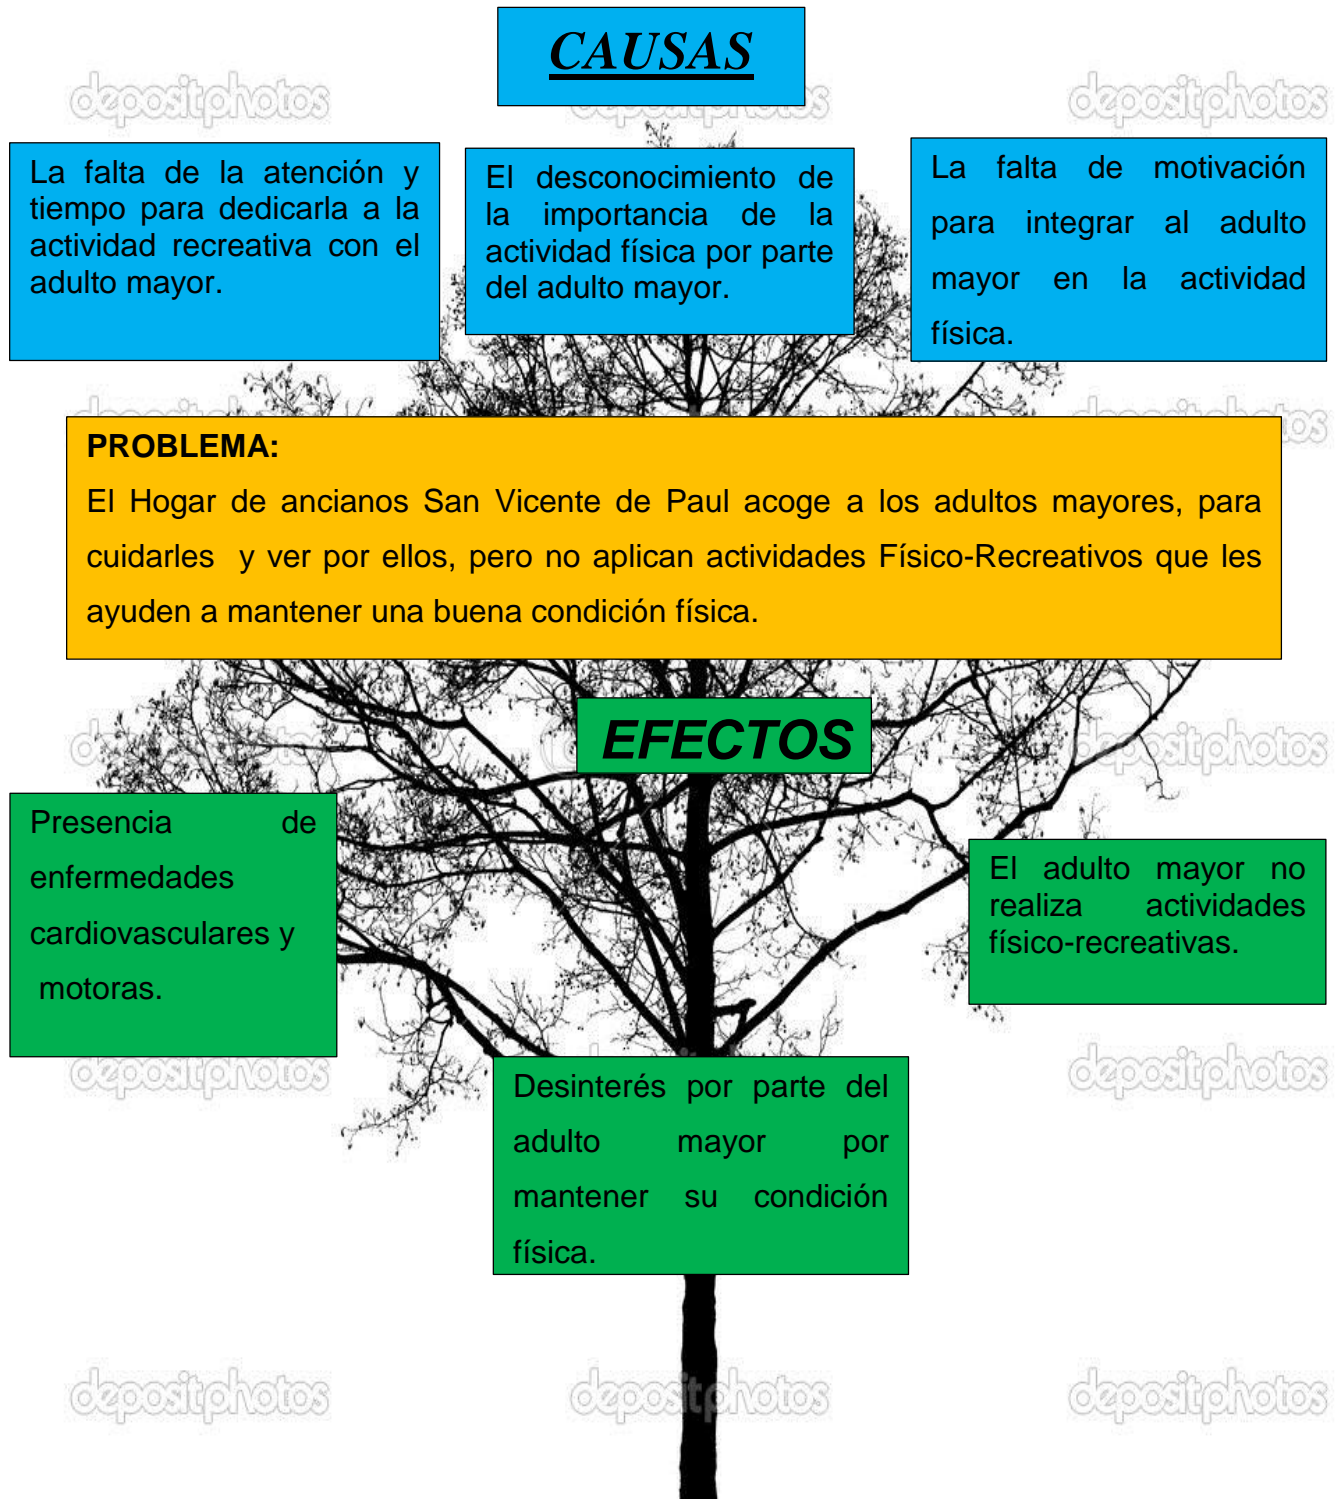 CAUSAS
depositphotos
depositphotos
La falta de la atención y
tiempo para dedicarla a la
actividad recreativa con el
adulto mayor.
El desconocimiento de
la importancia de la
actividad física por parte
del adulto mayor.
La falta de motivación
para integrar al adulto
mayor en la actividad
física.
PROBLEMA:
El Hogar de ancianos San Vicente de Paul acoge a los adultos mayores, para
cuidarles y ver por ellos, pero no aplican actividades Físico-Recreativos que les
ayuden a mantener una buena condición física.
EFECTOS
depositphotos
Presencia de
enfermedades
cardiovasculares y
motoras.
El adulto mayor no
realiza actividades
físico-recreativas.
depositphotos
depositphotos
Desinterés por parte del
adulto mayor por
mantener su condición
física.
depositphotos
depositphotos
depositphotos